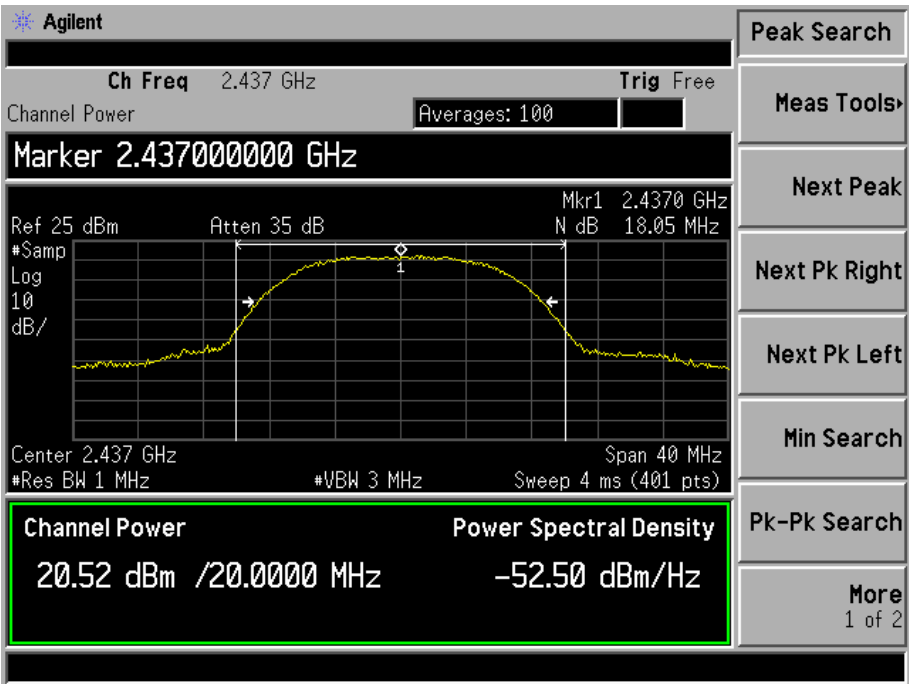 Agilent
Peak Search
Ch Freq 2.437 GHz Trig Free
Channel Power Averages: 100
Meas Tools
Marker 2.437000000 GHz
Mkr1 2.4370 GHz
Ref 25 dBm Atten 35 dB N dB 18.05 MHz
#Samp
Log
10
dB/
1
Center 2.437 GHz Span 40 MHz
#Res BW 1 MHz #VBW 3 MHz Sweep 4 ms (401 pts)
Channel Power Power Spectral Density
20.52 dBm /20.0000 MHz -52.50 dBm/Hz
Next Peak
Next Pk Right
Next Pk Left
Min Search
Pk-Pk Search
More
1 of 2